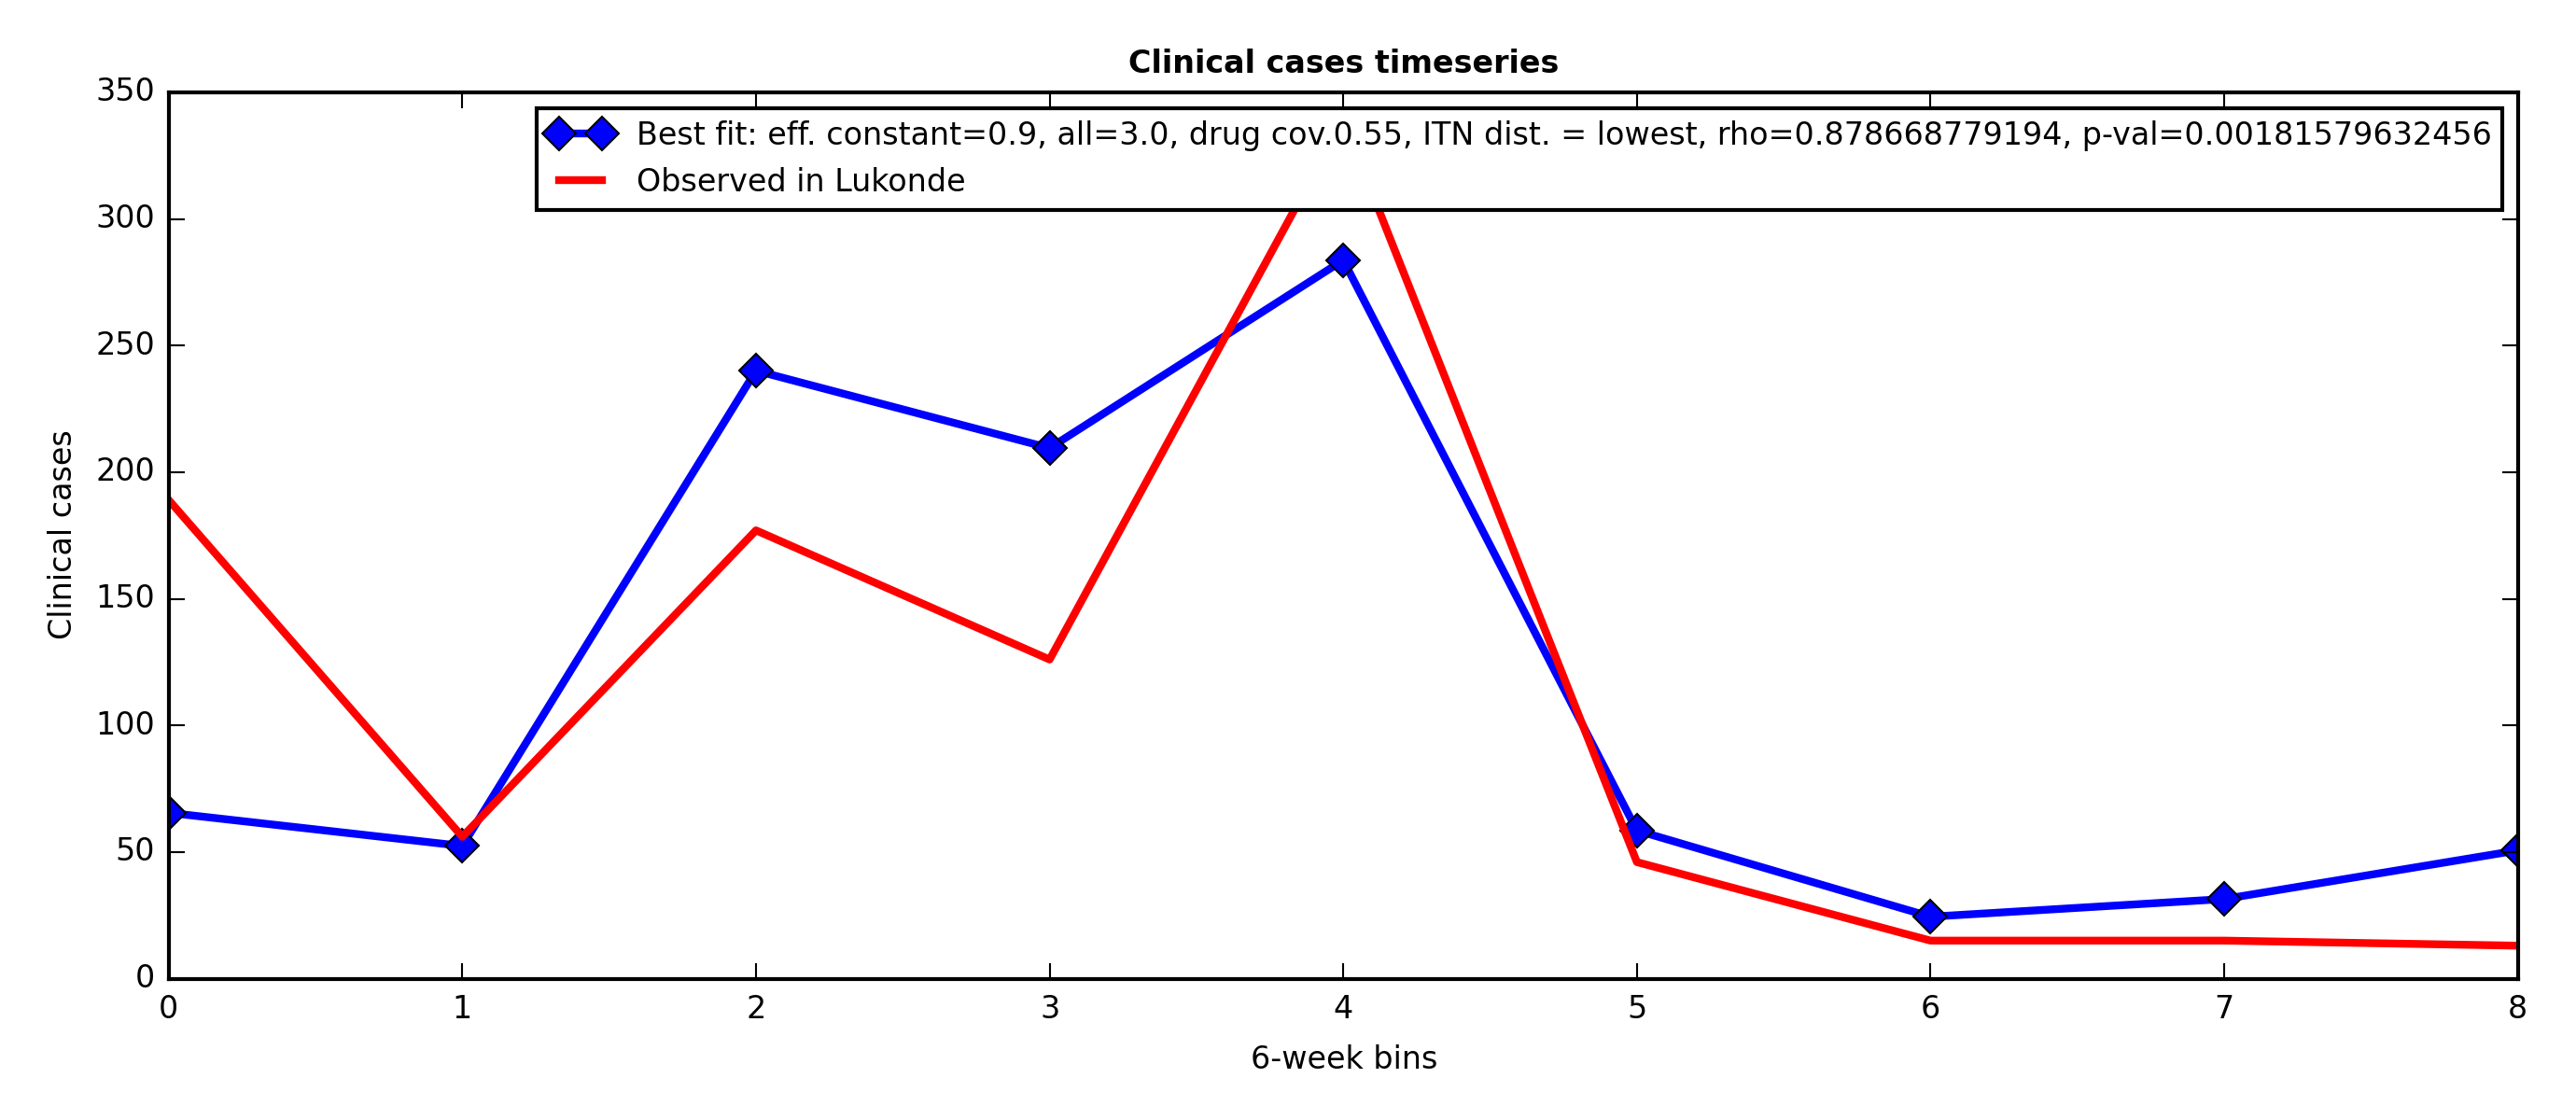 Clinical cases timeseries
Best fit: eff. constant=0.9, all=3.0, drug cov.0.55, ITN dist. = lowest, rho=0.878668779194, p-val=0.00181579632456
Observed in Lukonde
350
300
250
200
150
100
50
0
Clinical cases
0 1 2 3 4 5 6 7 8
6-week bins